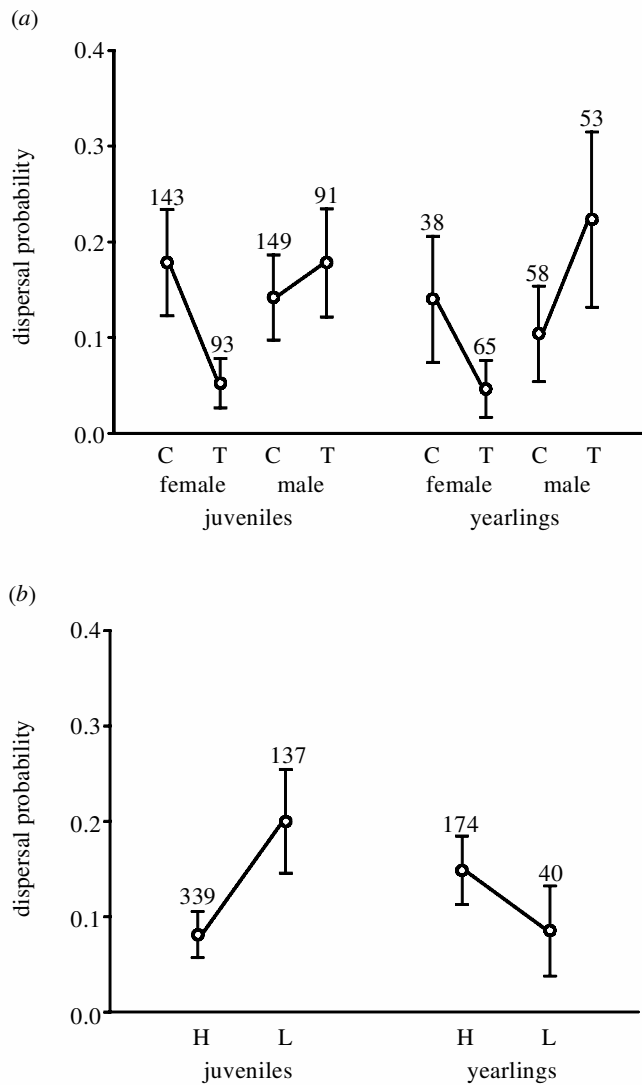 (a)
0.4
0.3
0.2
0.1
0.0
dispersal probability
143
93
149
91
38
65
58
53
C T C T C T C T
female male female male
juveniles yearlings
(b)
0.4
0.3
0.2
0.1
0.0
dispersal probability
339
137
174
40
H L H L
juveniles yearlings